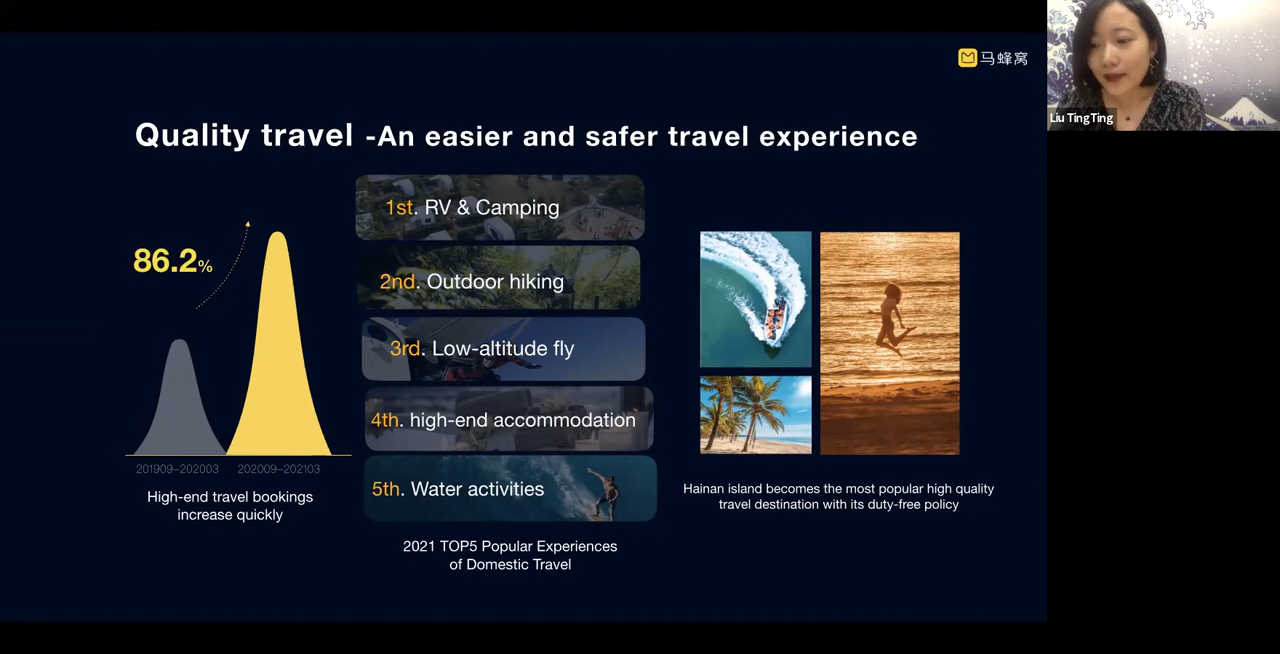 马蜂窝
Liu TingTing
Quality travel -An easier and safer travel experience
86.2%
201909–202003 202009–202103
High-end travel bookings
increase quickly
1st. RV & Camping
2nd. Outdoor hiking
3rd. Low-altitude fly
4th. high-end accommodation
5th. Water activities
2021 TOP5 Popular Experiences
of Domestic Travel
Hainan island becomes the most popular high quality
travel destination with its duty-free policy